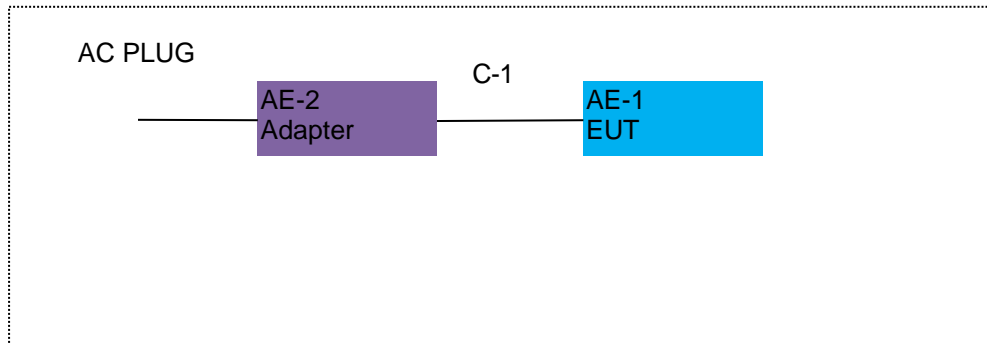 AC PLUG
C-1
AE-2
Adapter
AE-1
EUT